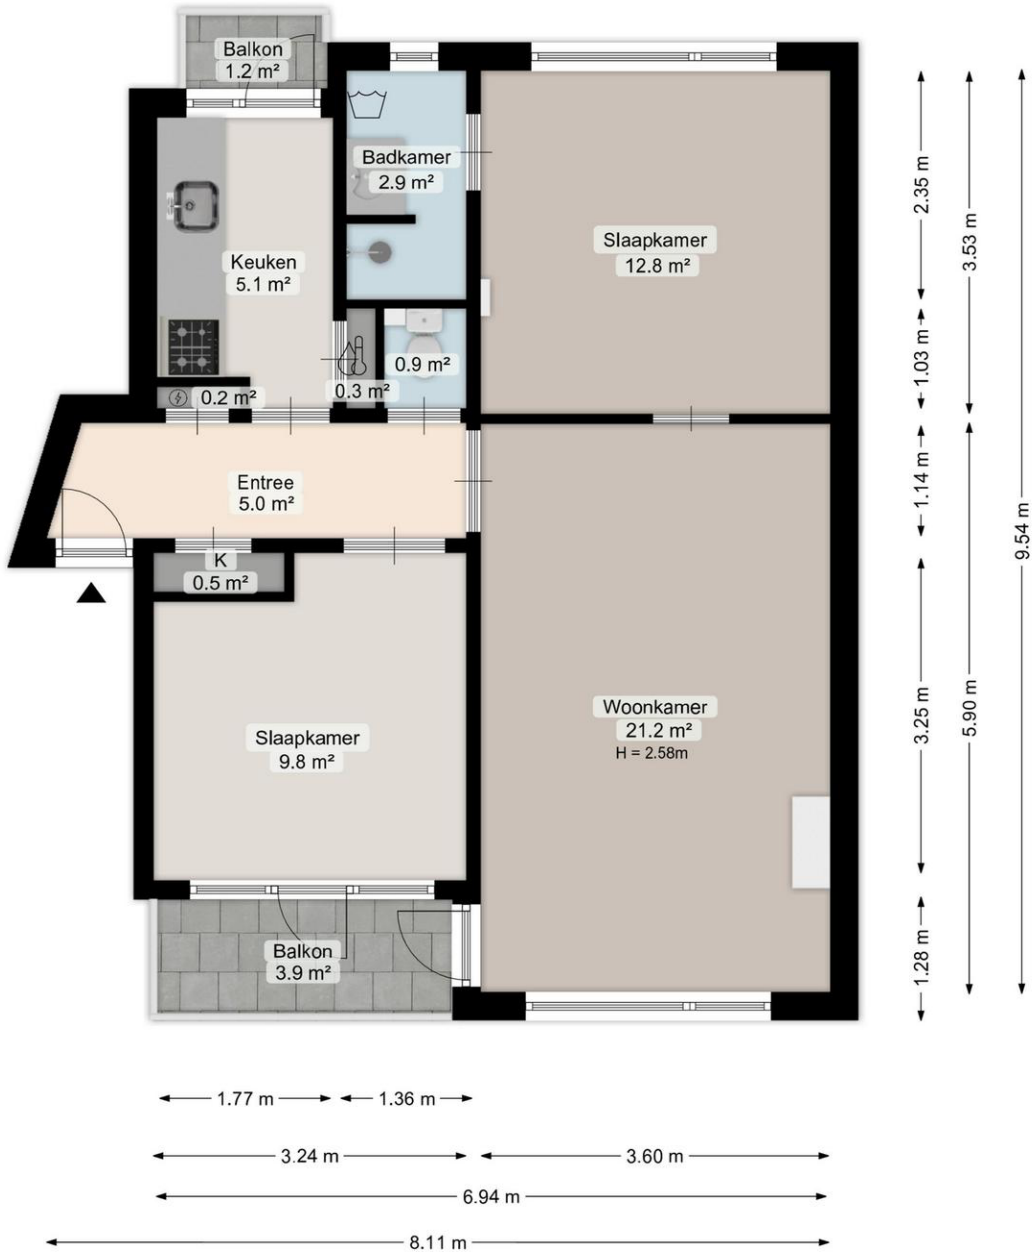 Balkon
1.2 m²
Badkamer
2.9 m²
Slaapkamer
12.8 m²
Keuken
5.1 m²
0.9 m²
0.3 m²
0.2 m²
Entree
5.0 m²
K
0.5 m²
Slaapkamer
9.8 m²
Woonkamer
21.2 m²
H = 2.58m
Balkon
3.9 m²
2.35 m
1.03 m
1.14 m
3.25 m
1.28 m
3.53 m
5.90 m
9.54 m
1.77 m
1.36 m
3.24 m
3.60 m
6.94 m
8.11 m